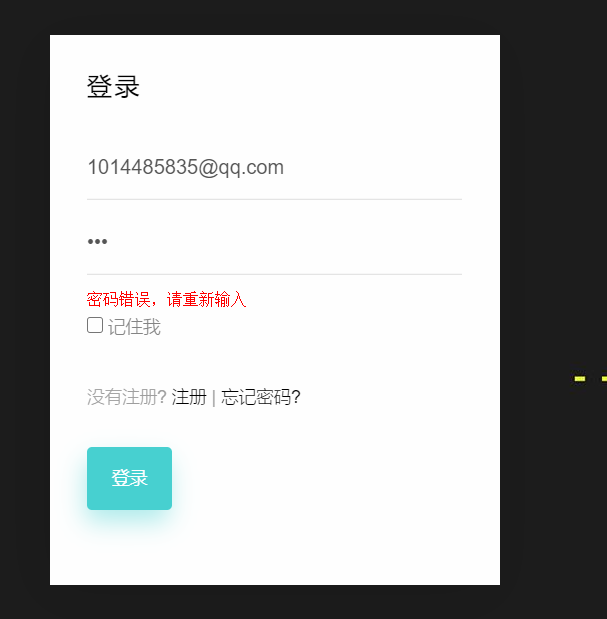 登录
1014485835@qq.com
•••
密码错误，请重新输入
记住我
没有注册? 注册 | 忘记密码?
登录